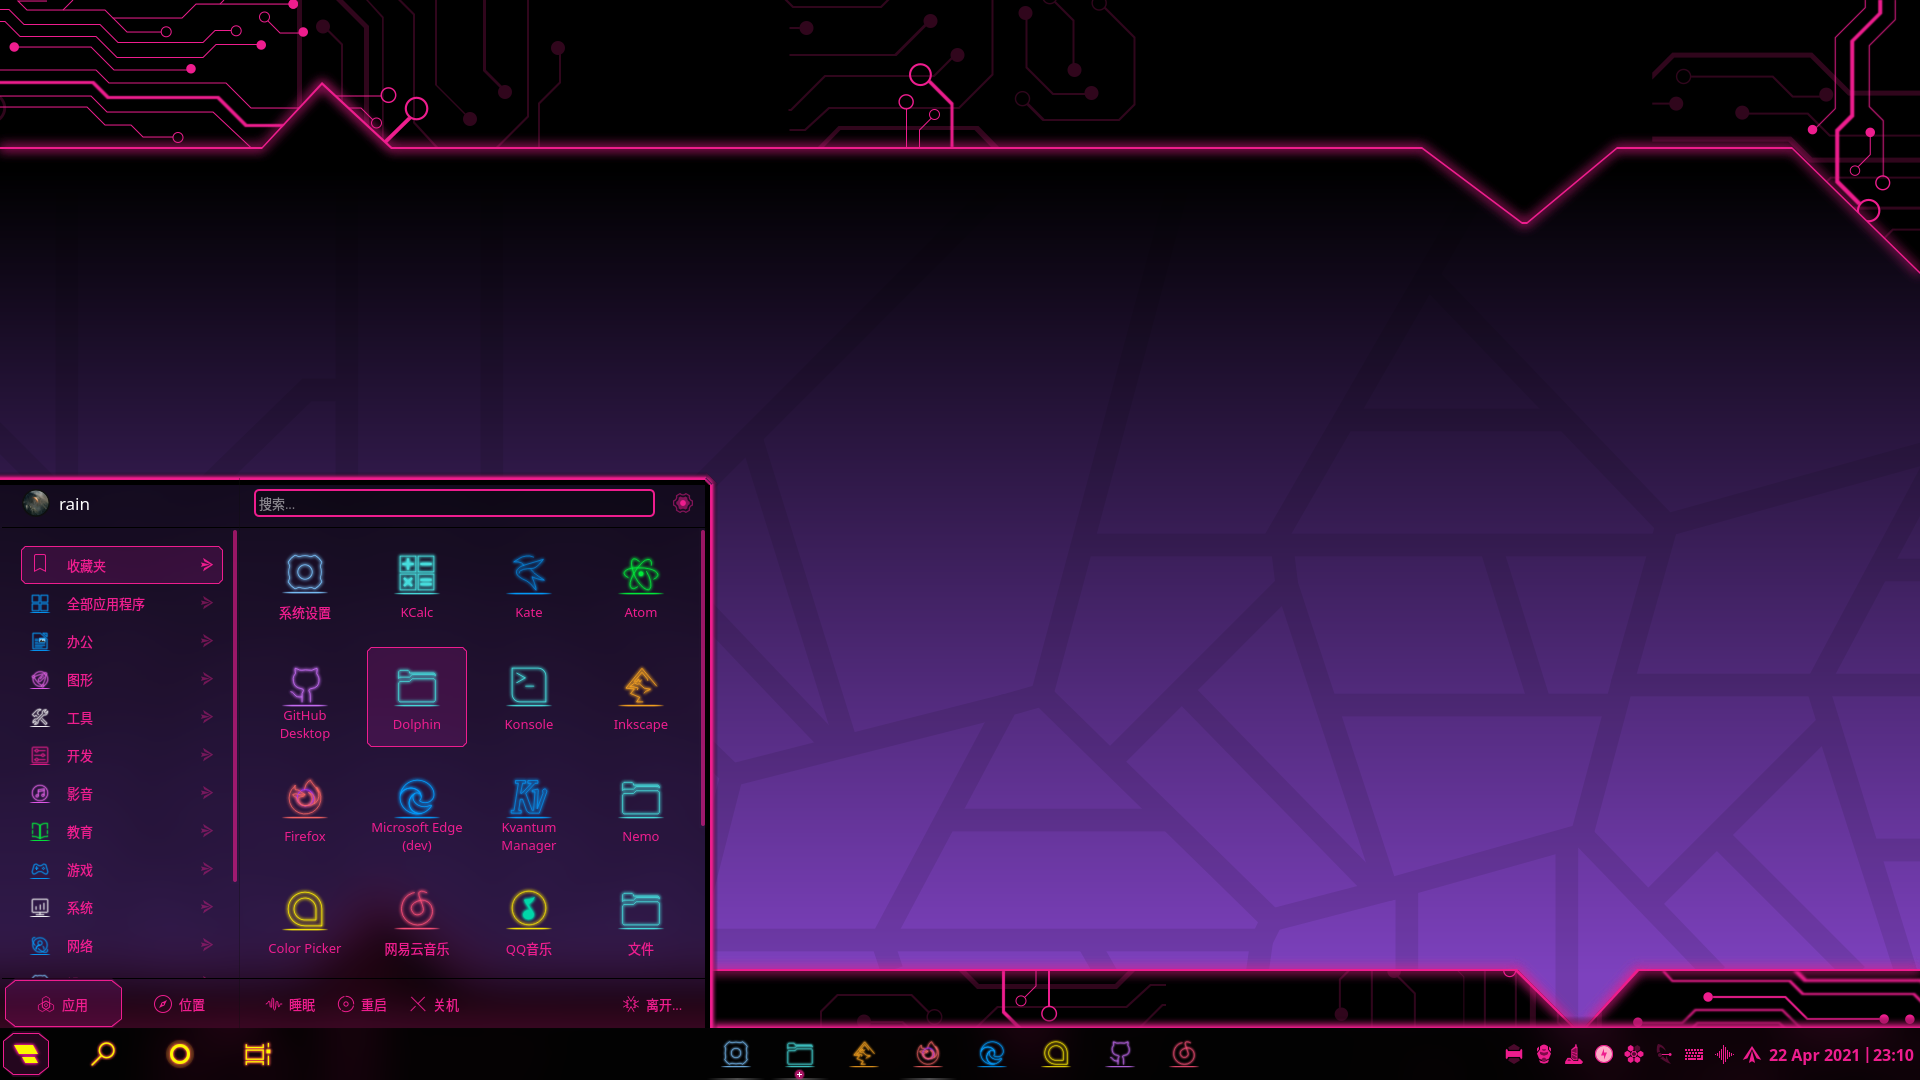 rain
搜索...
收藏夹
全部应用程序
办公
图形
工具
开发
影音
教育
游戏
系统
网络
系统设置
KCalc
Kate
Atom
GitHub
Desktop
Dolphin
Konsole
Inkscape
Firefox
Microsoft Edge
(dev)
Kvantum
Manager
Nemo
Color Picker
网易云音乐
QQ音乐
文件
应用
位置
睡眠
重启
关机
离开...
22 Apr 2021 | 23:10